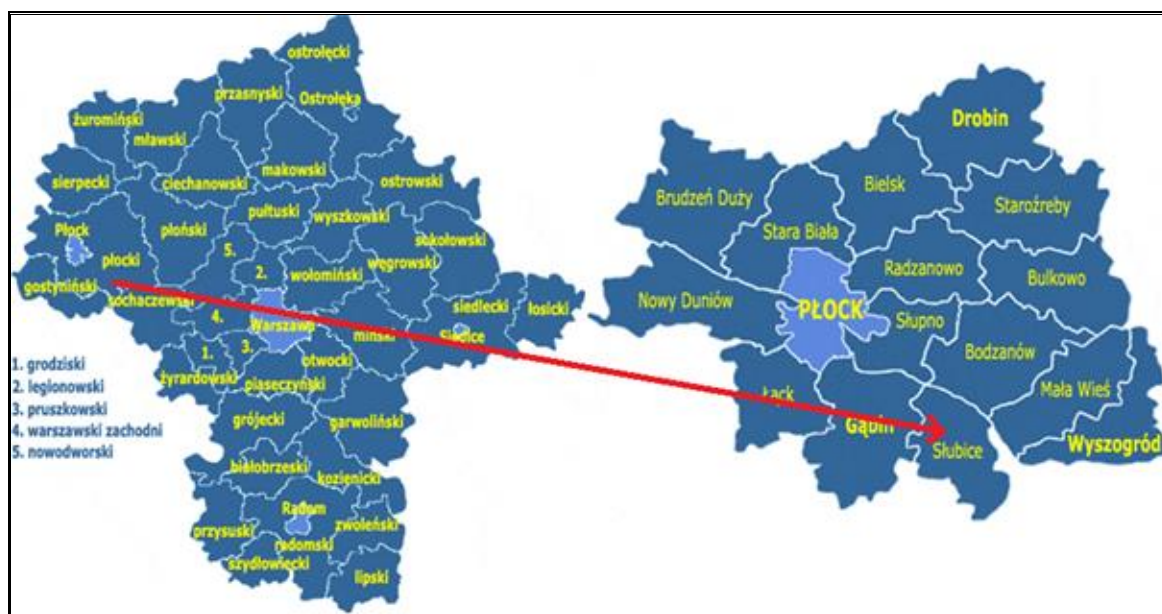 ostrołęcki
przasnyski
Ostrołęka
żuromiński
mławski
makowski
sierpecki
ciechanowski
ostrowski
pułtuski
wyszkowski
Płock
płoński
sokołowski
5.
płocki
węgrowski
2.
wołomiński
gostyniński
sochaczewski
siedlecki
łosicki
4.
Warszawa
miński
Siedlce
1.
3.
otwocki
żyrardowski
piaseczyński
1. grodziski
2. legionowski
3. pruszkowski
4. warszawski zachodni
5. nowodworski
grójecki
garwoliński
białobrzeski
kozienicki
Radom
przysuski
zwoleński
radomski
szydłowiecki
lipski
Drobin
Bielsk
Brudzeń Duży
Staroźreby
Stara Biała
Radzanowo
Bulkowo
Nowy Duniów
PŁOCK
Słupno
Bodzanów
Łąck
Mała Wieś
Gąbin
Słubice
Wyszogród